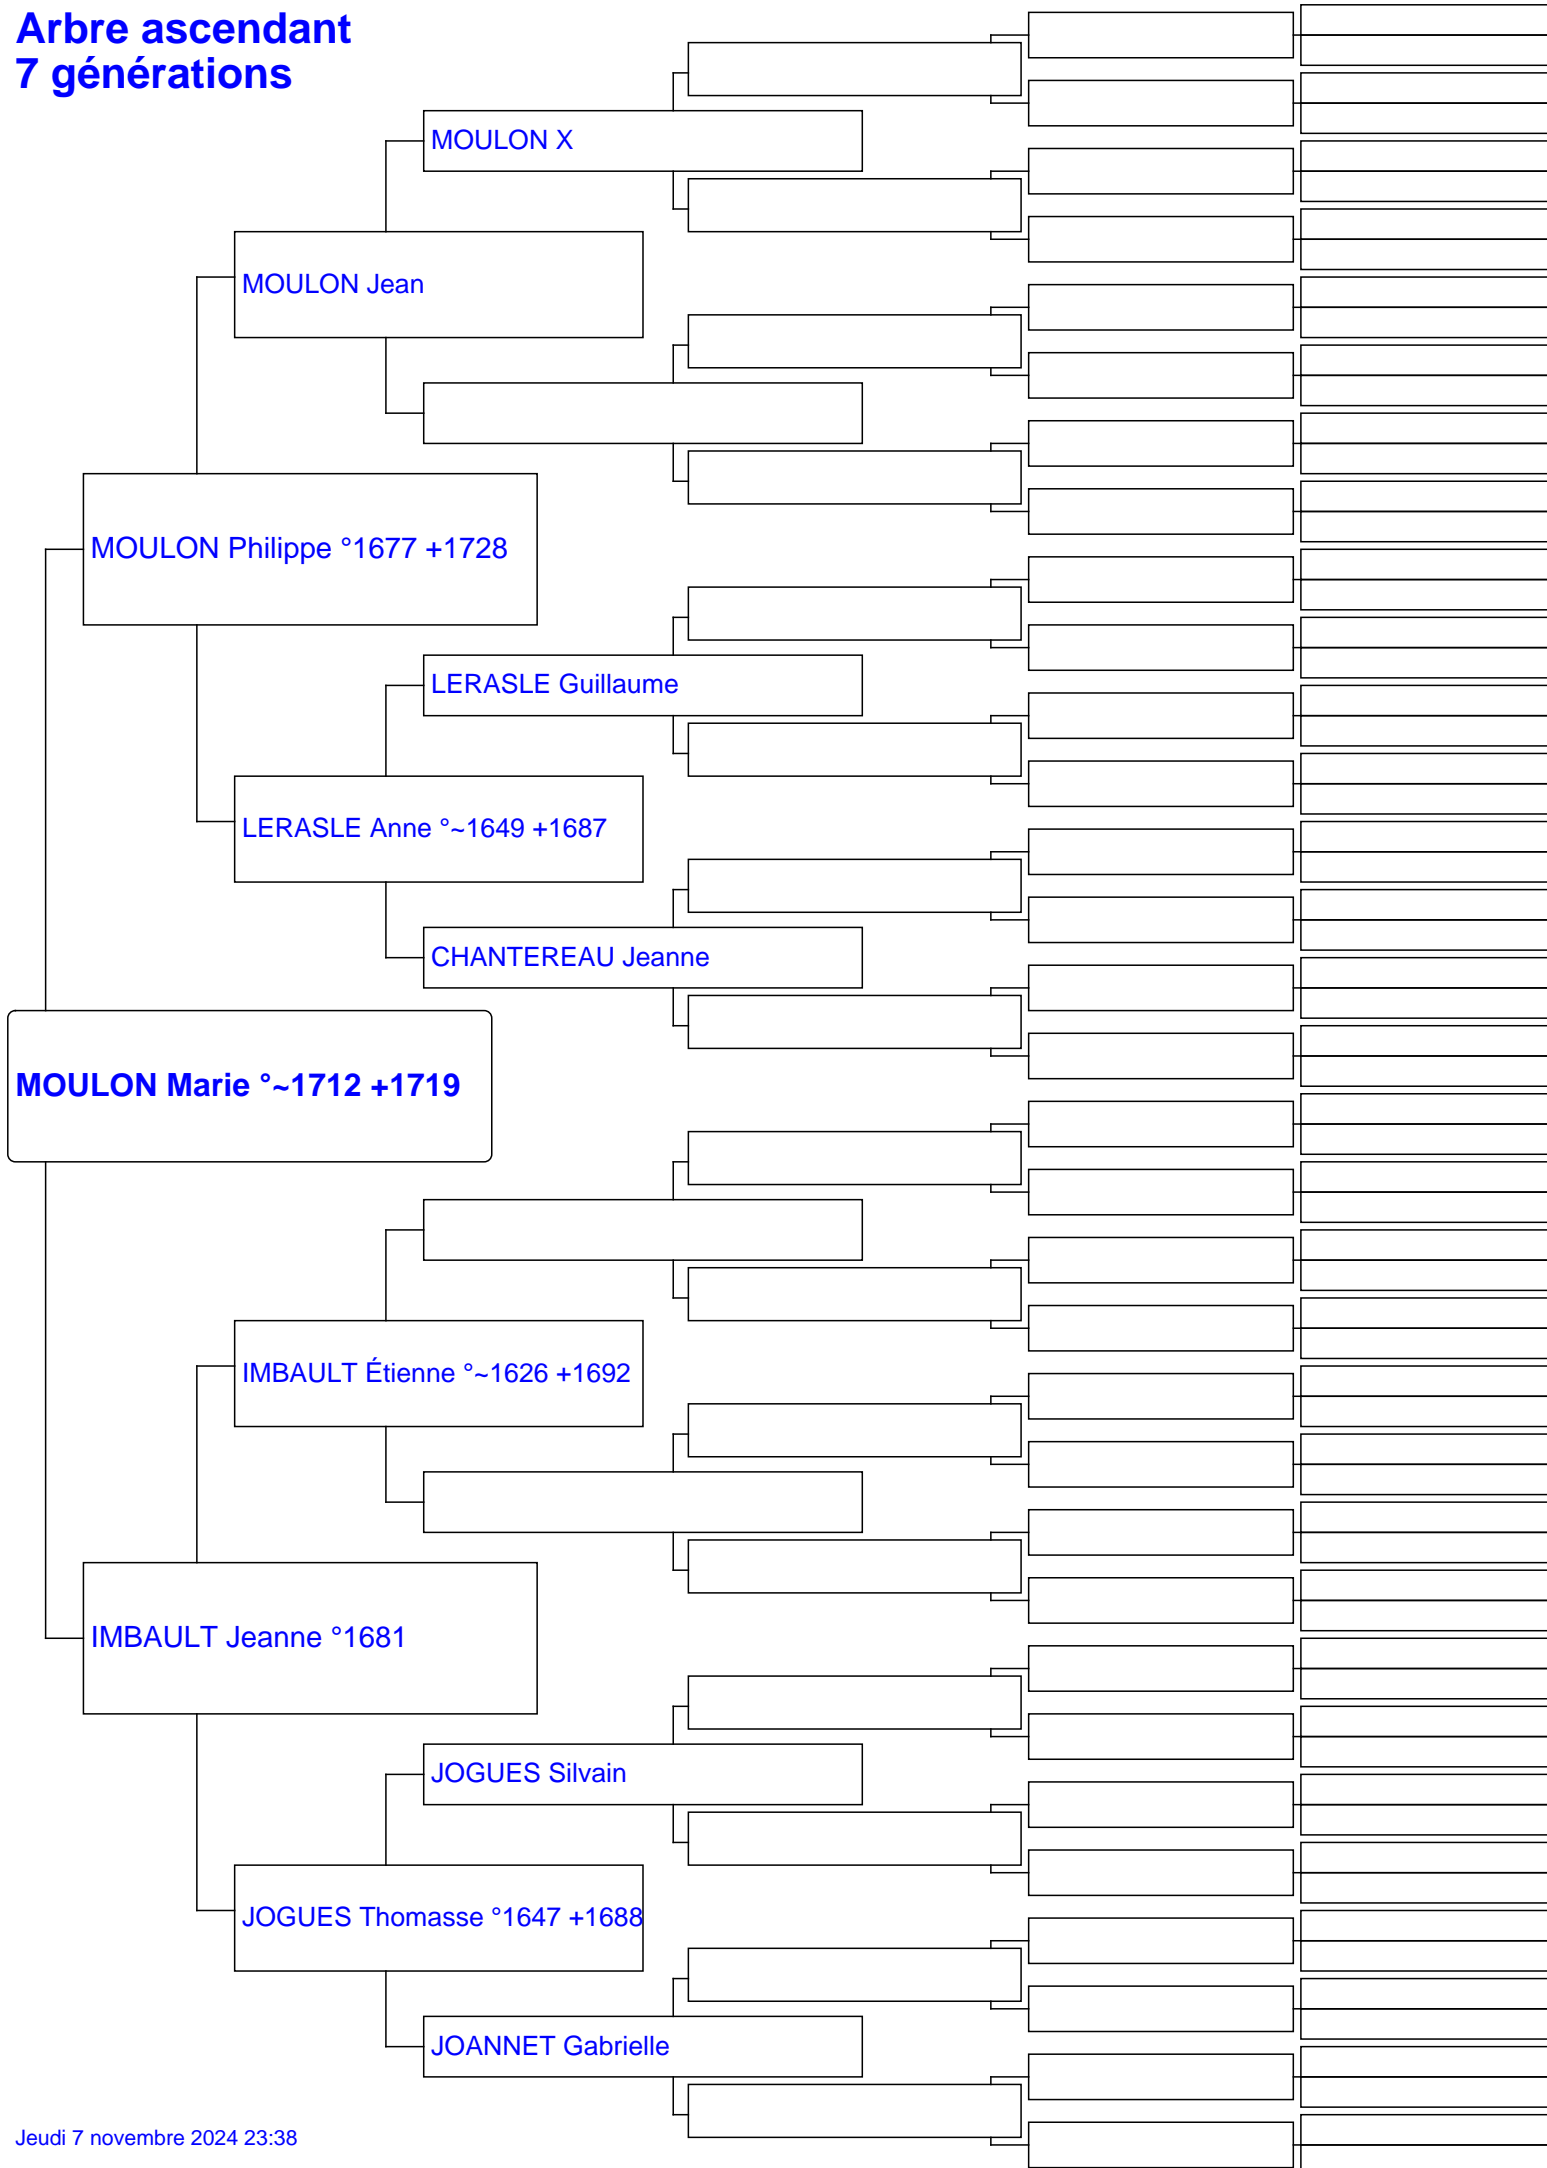 Arbre ascendant
7 générations
MOULON X
MOULON Jean
MOULON Philippe °1677 +1728
LERASLE Guillaume
LERASLE Anne °~1649 +1687
CHANTEREAU Jeanne
MOULON Marie °~1712 +1719
IMBAULT Étienne °~1626 +1692
IMBAULT Jeanne °1681
JOGUES Silvain
JOGUES Thomasse °1647 +1688
JOANNET Gabrielle
Jeudi 7 novembre 2024 23:38